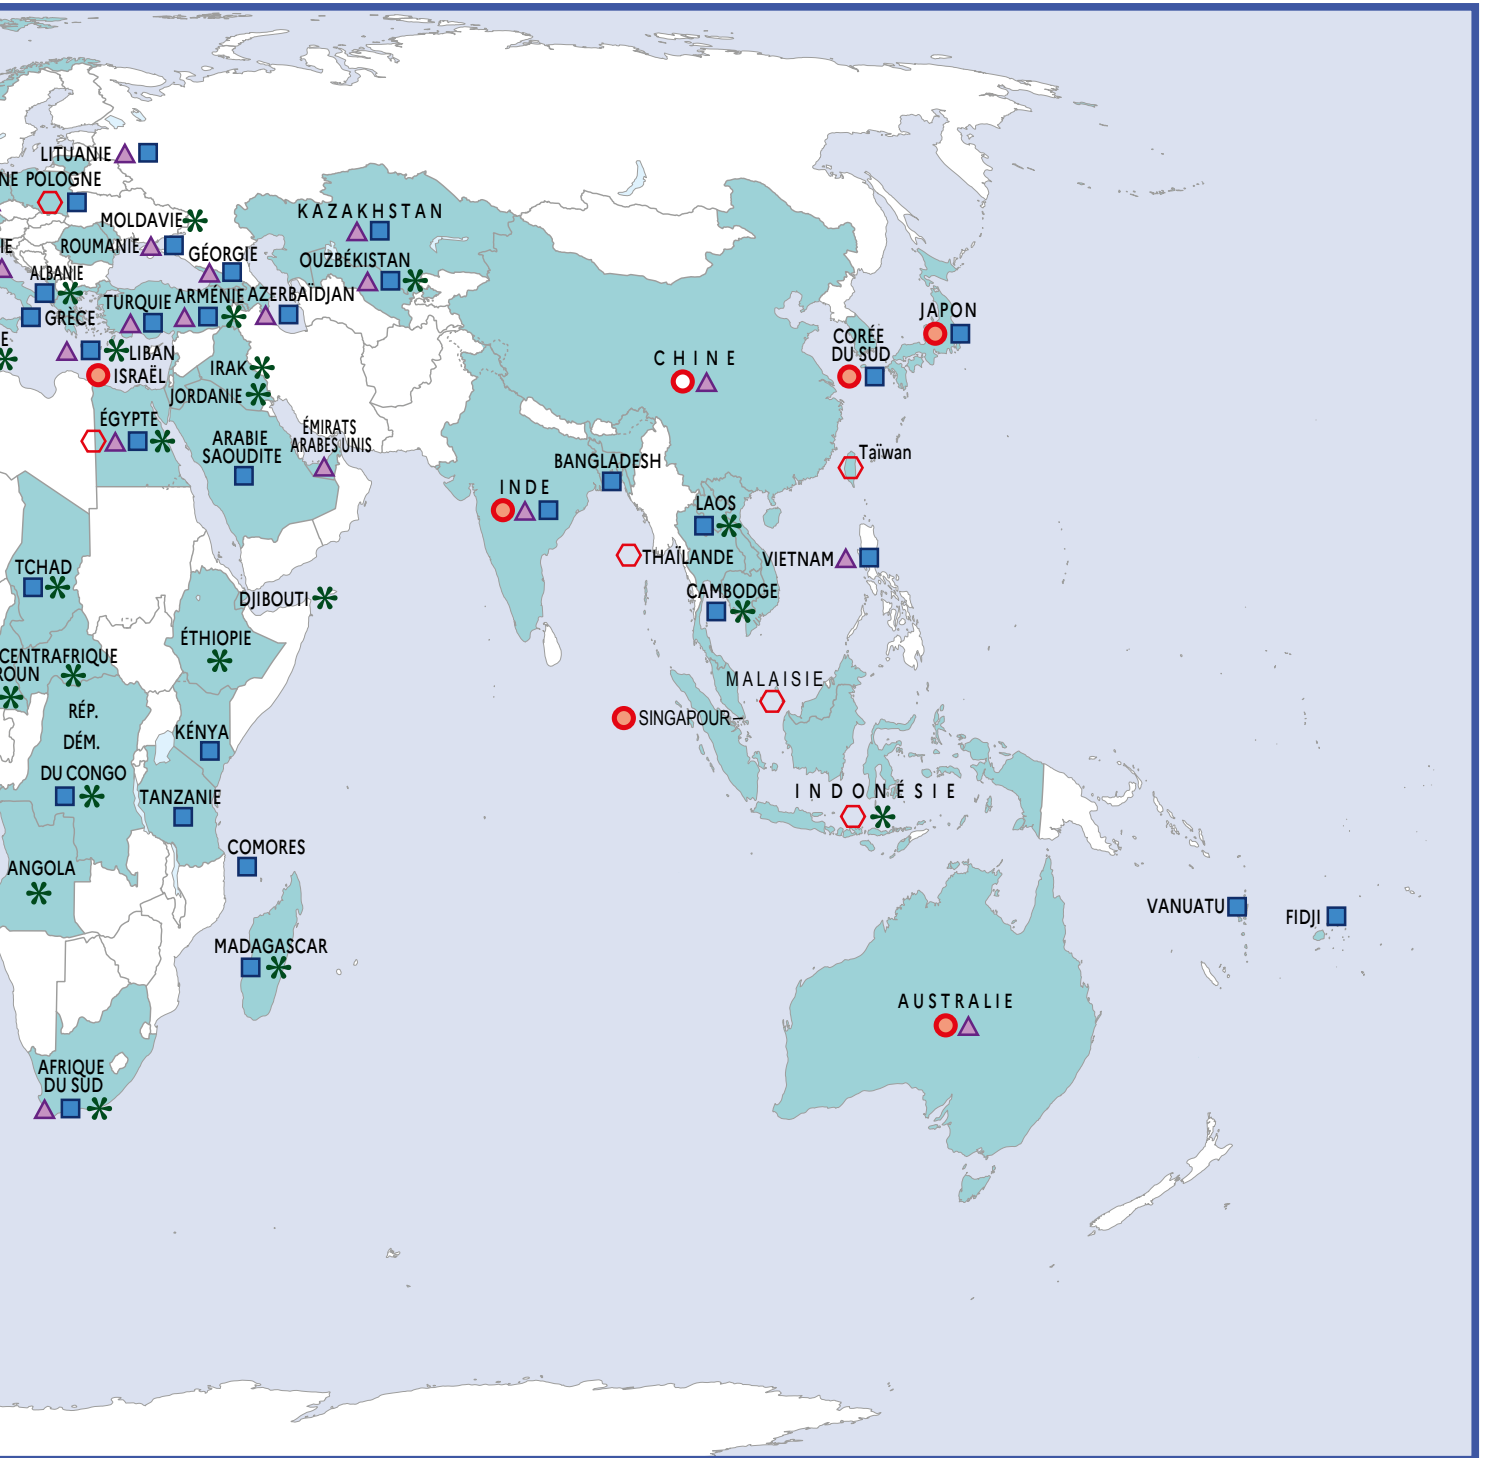 LITUANIE
NE POLOGNE
MOLDAVIE
KAZAKHSTAN
IE
ROUMANIE
GÉORGIE
OUZBÉKISTAN
ALBANIE
TURQUIE
ARMÉNIE
AZERBAÏDJAN
GRÈCE
JAPON
E
LIBAN
CORÉE
DU SUD
CHINE
IRAK
ISRAËL
JORDANIE
ÉGYPTE
ÉMIRATS
ARABES UNIS
ARABIE
SAOUDITE
Taïwan
BANGLADESH
INDE
LAOS
THAÏLANDE
VIETNAM
TCHAD
CAMBODGE
DJIBOUTI
ÉTHIOPIE
CENTRAFRIQUE
ROUN
MALAISIE
RÉP.
DÉM.
DU CONGO
SINGAPOUR
KÉNYA
TANZANIE
INDONÉSIE
COMORES
ANGOLA
VANUATU
FIDJI
MADAGASCAR
AUSTRALIE
AFRIQUE
DU SUD